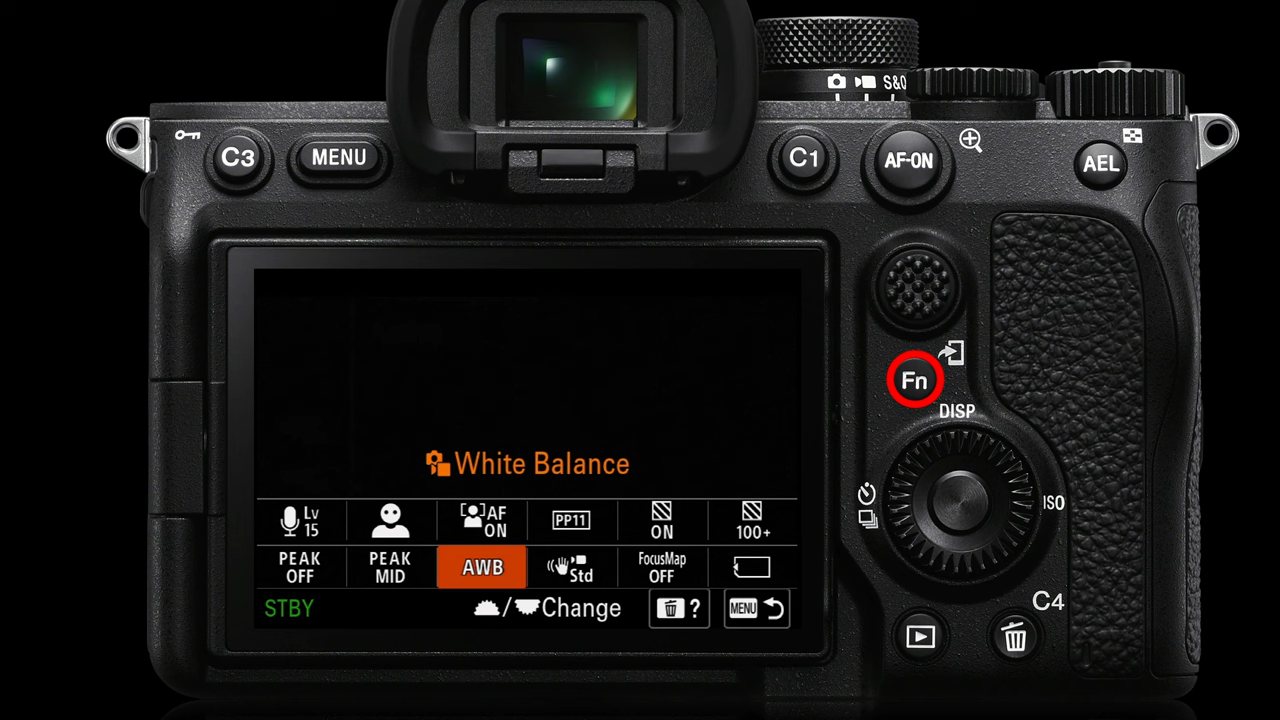 S&Q
C3
MENU
C1
AF-ON
AEL
Fn
DISP
White Balance
ISO
Lv
15
AF
ON
PP11
ON
100+
PEAK
OFF
PEAK
MID
AWB
Std
FocusMap
OFF
STBY
/ Change
?
MENU
C4